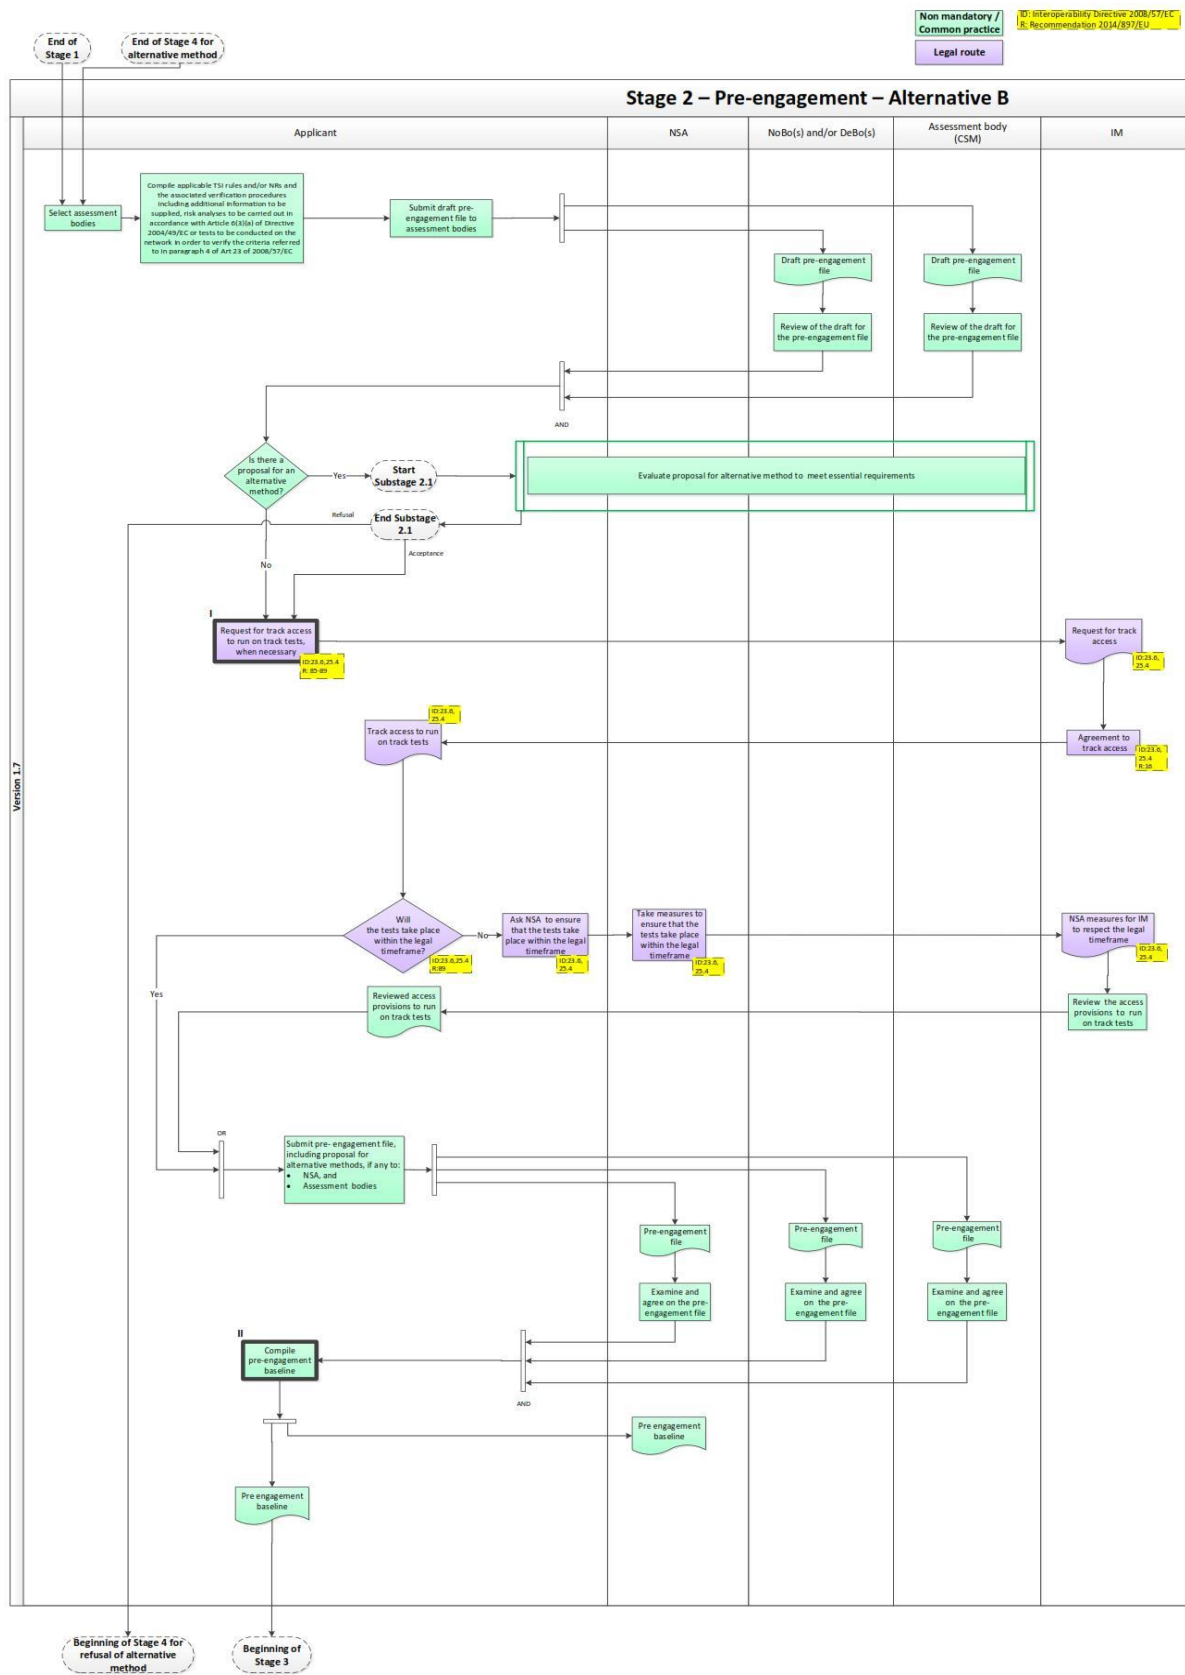 Non mandatory /
Common practice
ID: Interoperability Directive 2008/57/EC
R: Recommendation 2014/897/EU
Legal route
End of
Stage 1
End of Stage 4 for
alternative method
Stage 2 – Pre-engagement – Alternative B
Applicant
NSA
NoBo(s) and/or DeBo(s)
Assessment body
(CSM)
IM
Version 1.7
Select assessment
bodies
Compile applicable TSI rules and/or NRs and
the associated verification procedures
including additional information to be
supplied, risk analyses to be carried out in
accordance with Article 6(3)(a) of Directive
2004/49/EC or tests to be conducted on the
network in order to verify the criteria referred
to in paragraph 4 of Art 23 of 2008/57/EC
Submit draft pre-
engagement file to
assessment bodies
Draft pre-engagement
file
Draft pre-engagement
file
Review of the draft for
the pre-engagement file
Review of the draft for
the pre-engagement file
AND
Is there a
proposal for an
alternative
method?
Yes
Start
Substage 2.1
Evaluate proposal for alternative method to meet essential requirements
Refusal
End Substage
2.1
Acceptance
No
I
Request for track access
to run on track tests,
when necessary
ID:23.6,25.4
R: 85-89
Request for track
access
ID:23.6,
25.4
ID:23.6,
25.4
Track access to run
on track tests
Agreement to
track access
ID:23.6,
25.4
R:16
Will
the tests take place
within the legal
timeframe?
ID:23.6,25.4
R:89
No
Ask NSA to ensure
that the tests take
place within the legal
timeframe
ID:23.6,
25.4
Take measures to
ensure that the
tests take place
within the legal
timeframe
ID:23.6,
25.4
NSA measures for IM
to respect the legal
timeframe
ID:23.6,
25.4
Yes
Reviewed access
provisions to run
on track tests
Review the access
provisions to run
on track tests
OR
Submit pre- engagement file,
including proposal for
alternative methods, if any to:
• NSA, and
• Assessment bodies
Pre-engagement
file
Pre-engagement
file
Pre-engagement
file
Examine and
agree on the pre-
engagement file
Examine and agree
on the pre-
engagement file
Examine and agree
on the pre-
engagement file
II
Compile
pre-engagement
baseline
AND
Pre engagement
baseline
Pre engagement
baseline
Beginning of Stage 4 for
refusal of alternative
method
Beginning of
Stage 3